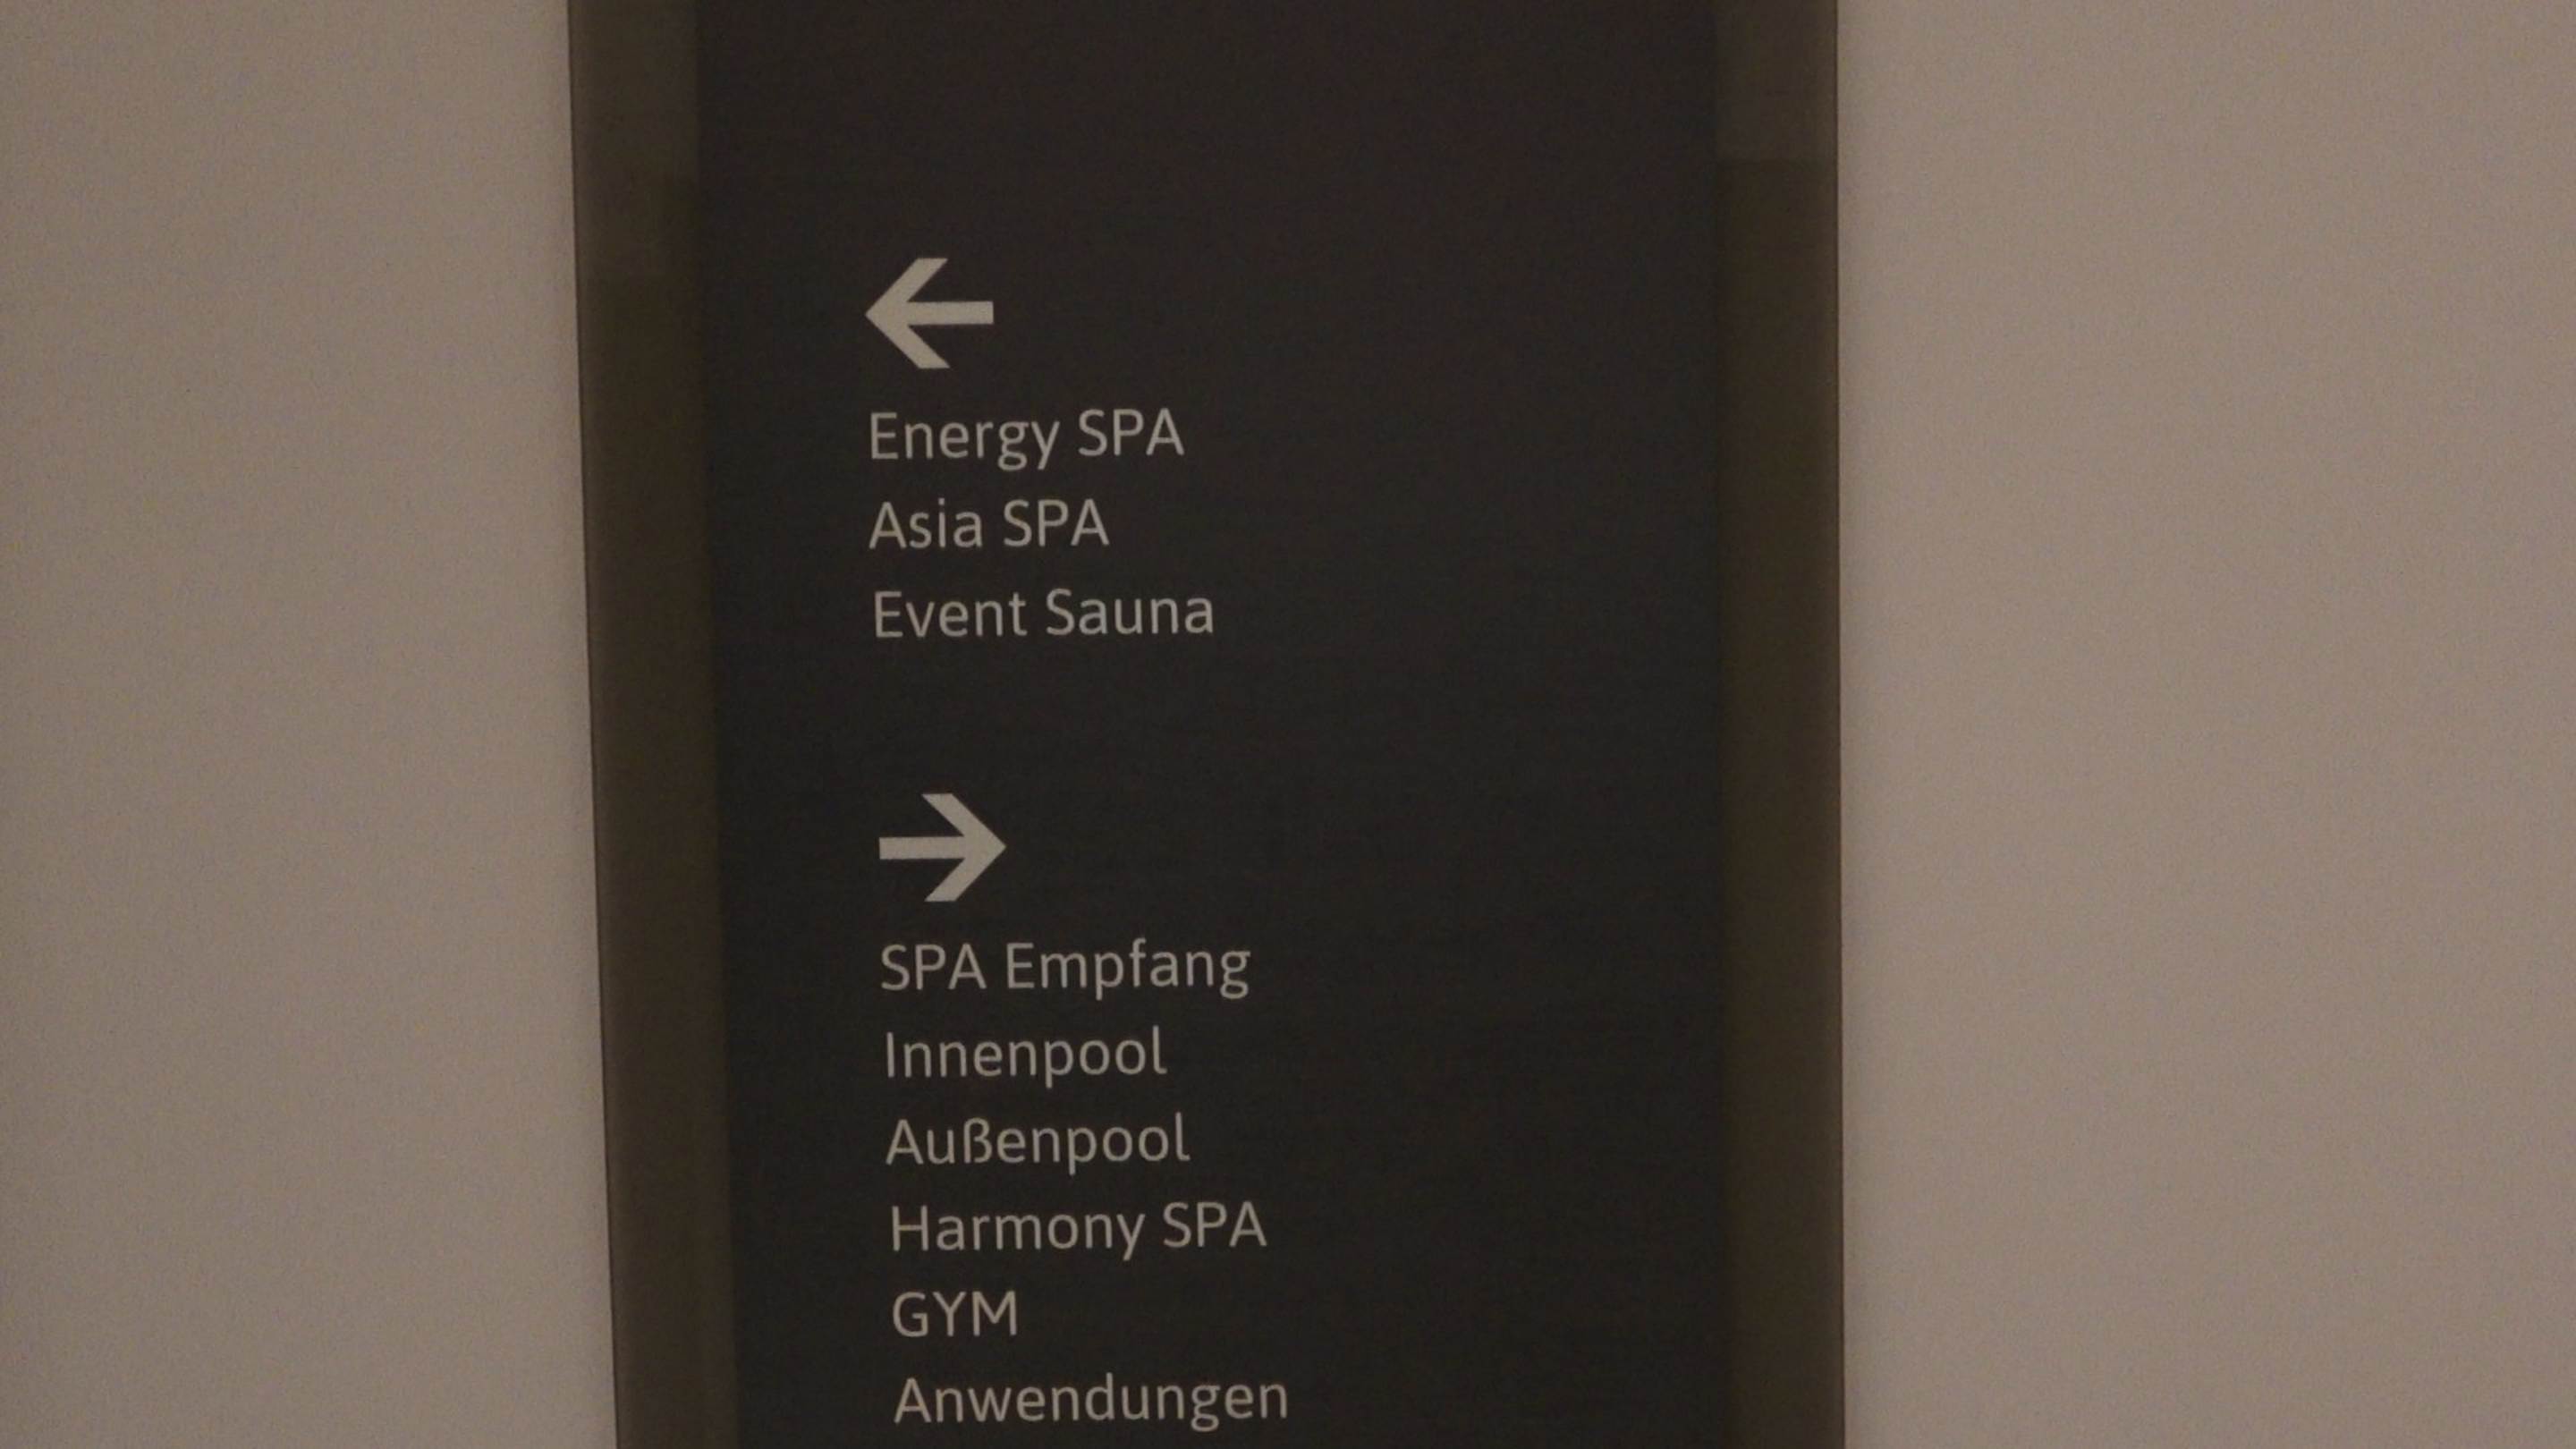 Energy SPA
Asia SPA
Event Sauna
SPA Empfang
Innenpool
Außenpool
Harmony SPA
GYM
Anwendungen